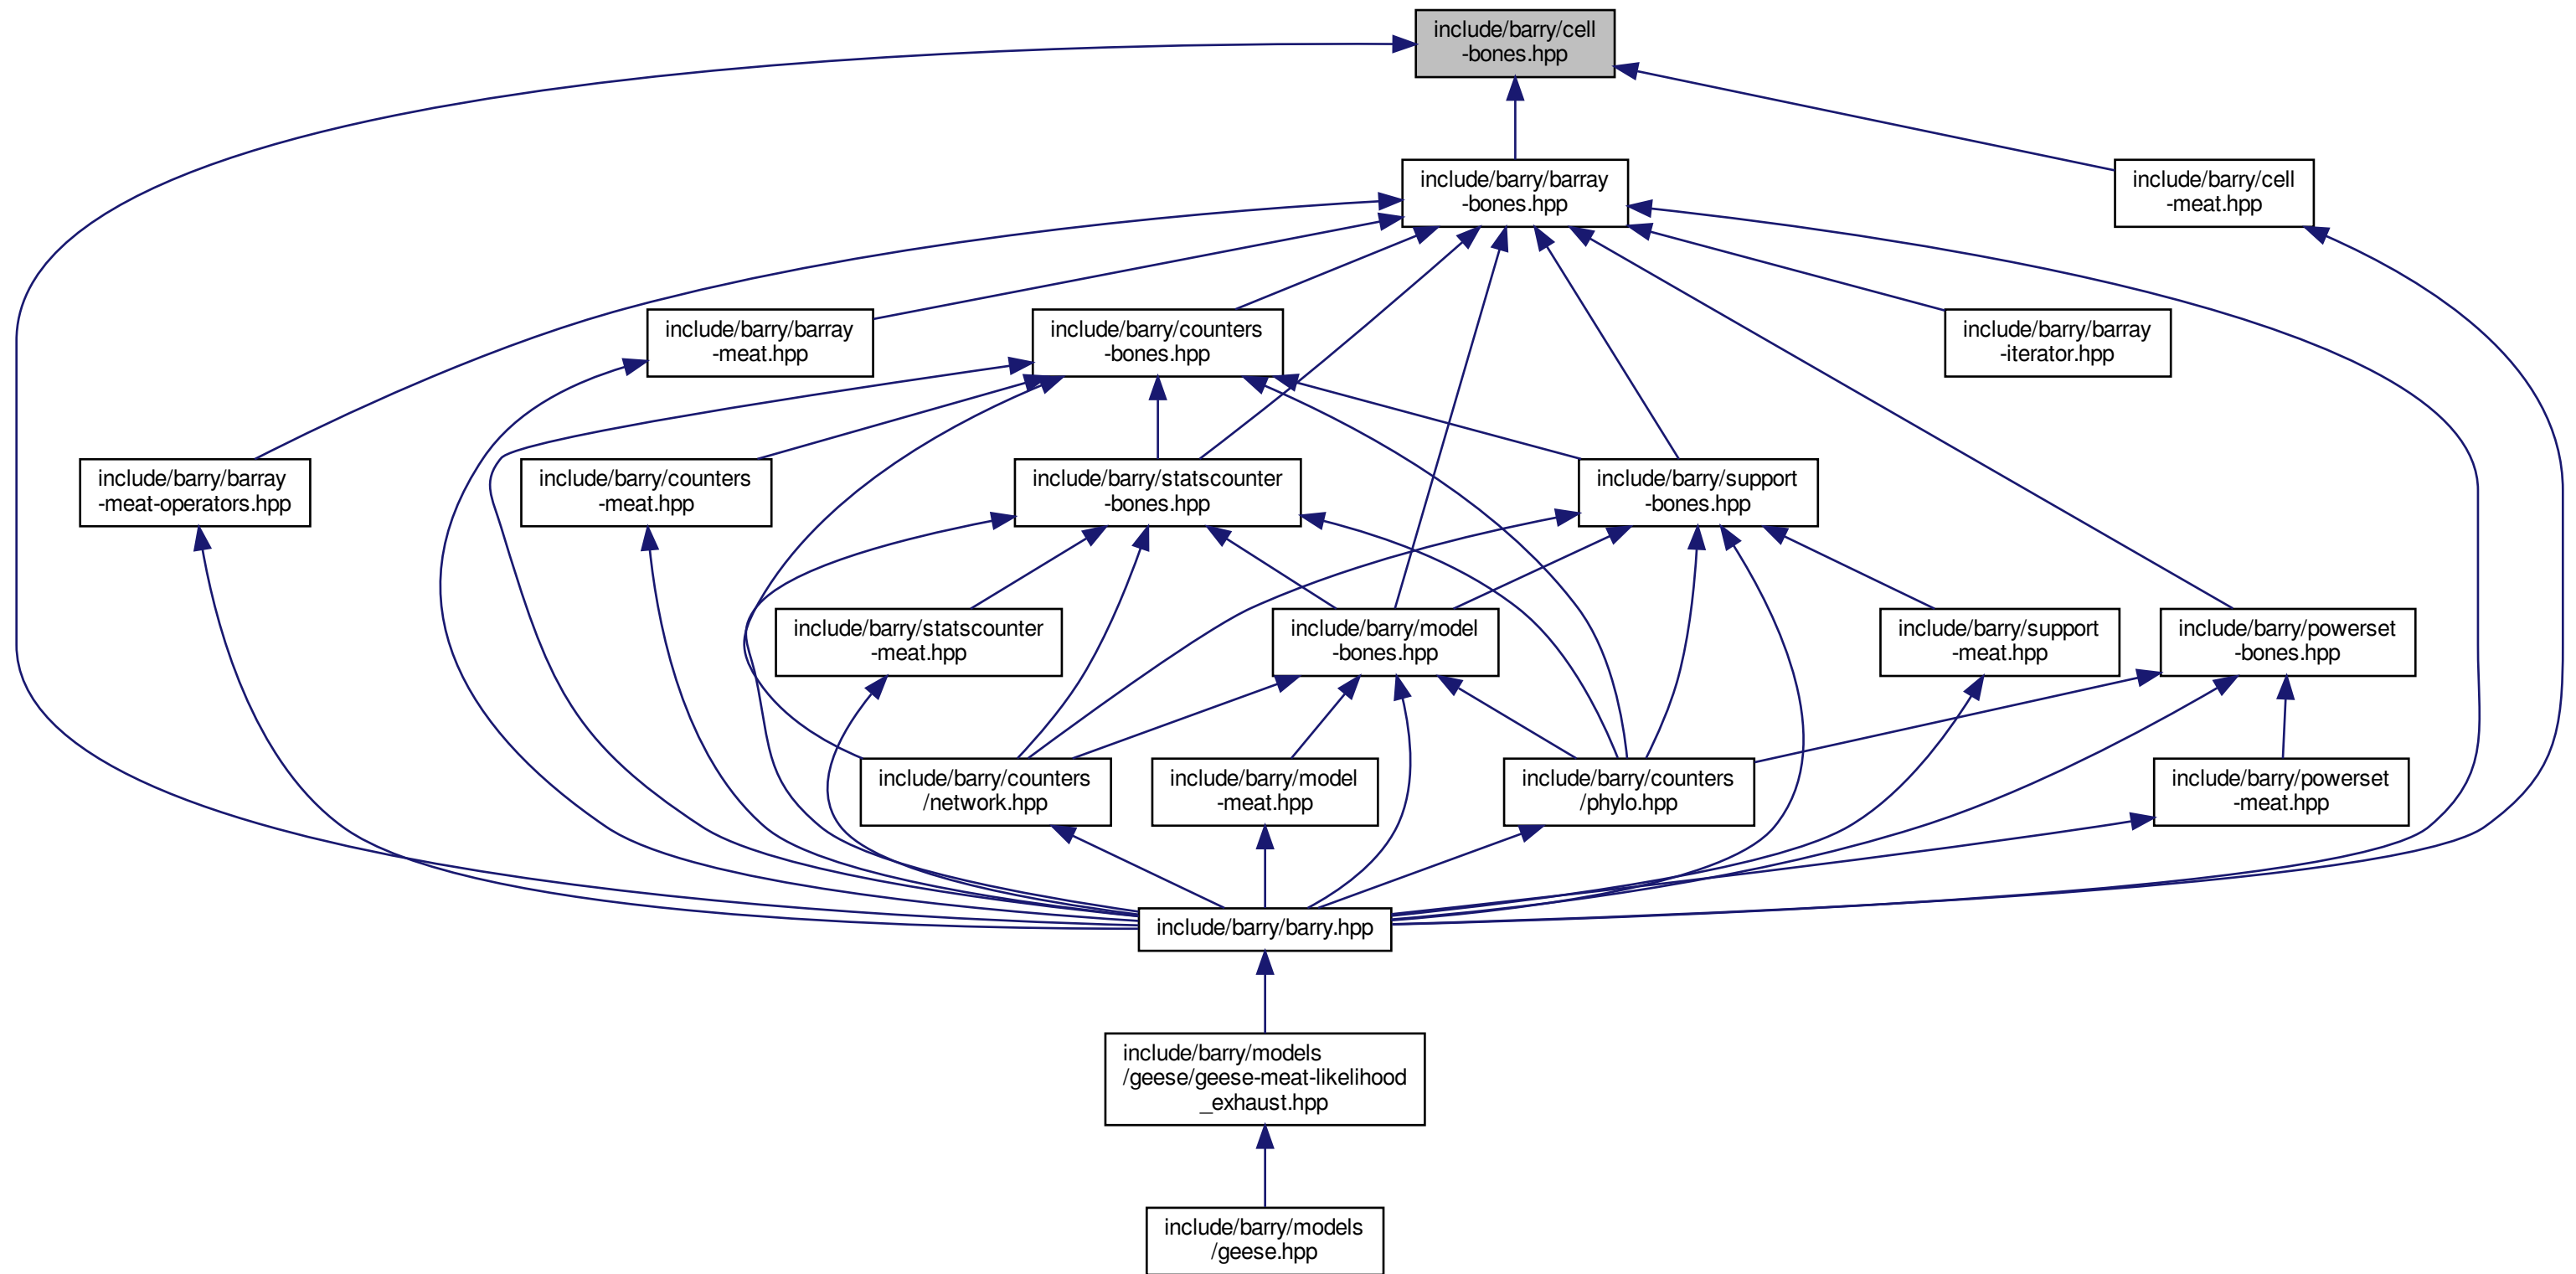 include/barry/cell
-bones.hpp
include/barry/barray
-bones.hpp
include/barry/cell
-meat.hpp
include/barry/barray
-meat.hpp
include/barry/counters
-bones.hpp
include/barry/barray
-iterator.hpp
include/barry/barray
-meat-operators.hpp
include/barry/counters
-meat.hpp
include/barry/statscounter
-bones.hpp
include/barry/support
-bones.hpp
include/barry/statscounter
-meat.hpp
include/barry/model
-bones.hpp
include/barry/support
-meat.hpp
include/barry/powerset
-bones.hpp
include/barry/counters
/network.hpp
include/barry/model
-meat.hpp
include/barry/counters
/phylo.hpp
include/barry/powerset
-meat.hpp
include/barry/barry.hpp
include/barry/models
/geese/geese-meat-likelihood
_exhaust.hpp
include/barry/models
/geese.hpp